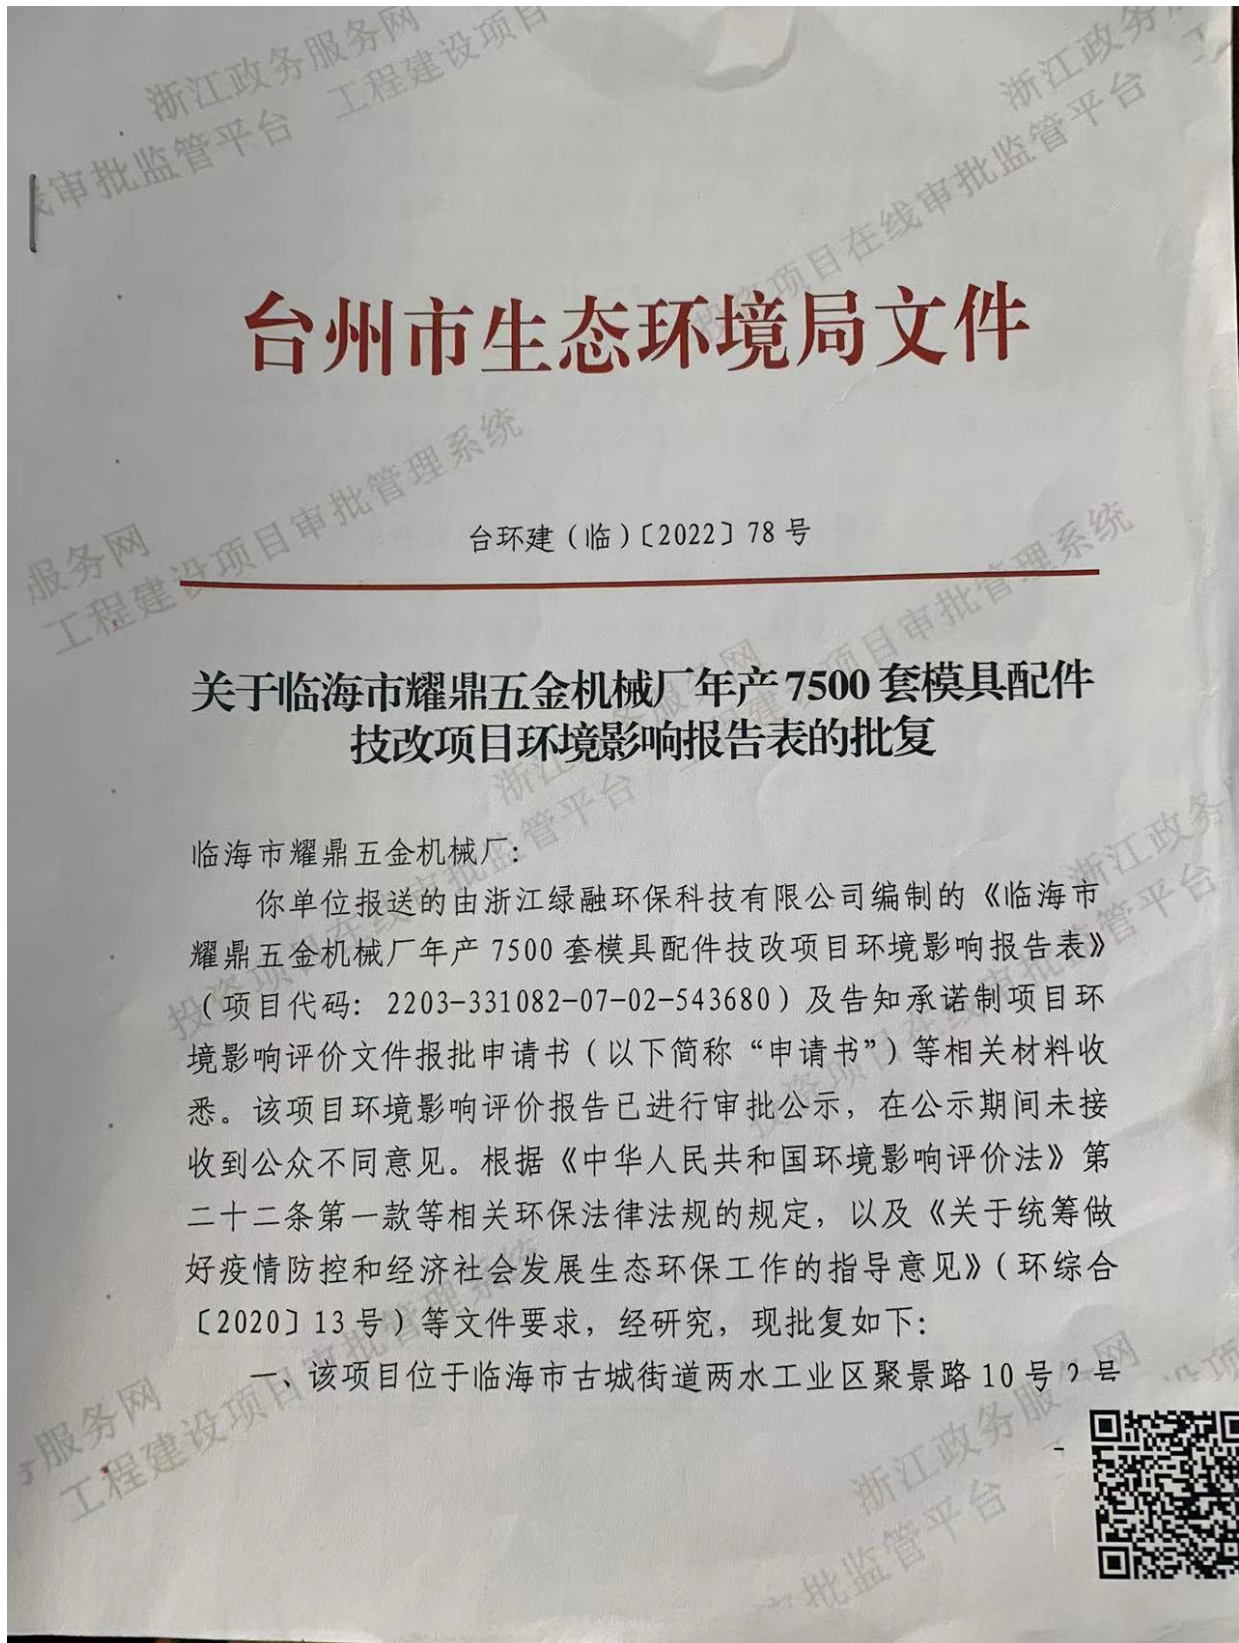 台州市生态环境局文件
台环建（临）〔2022〕78号
关于临海市耀鼎五金机械厂年产7500套模具配件
技改项目环境影响报告表的批复
临海市耀鼎五金机械厂：
你单位报送的由浙江绿融环保科技有限公司编制的《临海市
耀鼎五金机械厂年产7500套模具配件技改项目环境影响报告表》
（项目代码：2203-331082-07-02-543680）及告知承诺制项目环
境影响评价文件报批申请书（以下简称“申请书”）等相关材料收
悉。该项目环境影响评价报告已进行审批公示，在公示期间未接
收到公众不同意见。根据《中华人民共和国环境影响评价法》第
二十二条第一款等相关环保法律法规的规定，以及《关于统筹做
好疫情防控和经济社会发展生态环保工作的指导意见》（环综合
〔2020〕13号）等文件要求，经研究，现批复如下：
一、该项目位于临海市古城街道两水工业区聚景路10号2号
浙江政务服务网
工程建设项目审批管理系统
投资项目在线审批监管平台